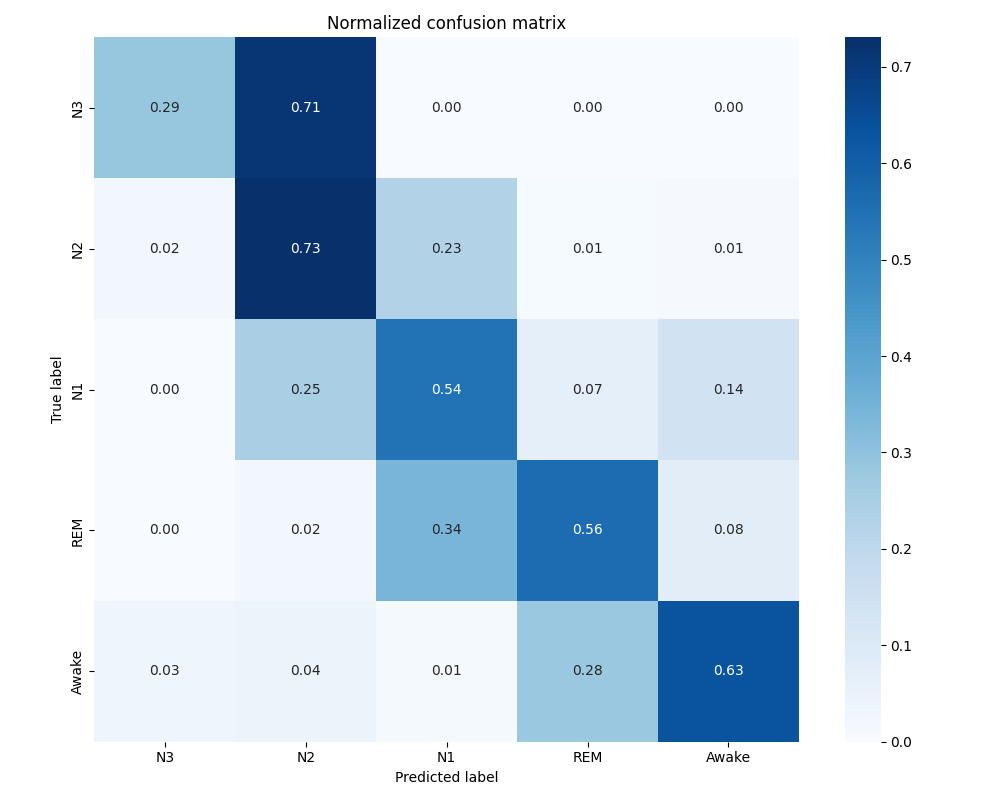 Normalized confusion matrix
N3 0.29 0.71 0.00 0.00 0.00
N2 0.02 0.73 0.23 0.01 0.01
N1 0.00 0.25 0.54 0.07 0.14
REM 0.00 0.02 0.34 0.56 0.08
Awake 0.03 0.04 0.01 0.28 0.63
True label
N3 N2 N1 REM Awake
Predicted label
0.7
0.6
0.5
0.4
0.3
0.2
0.1
0.0